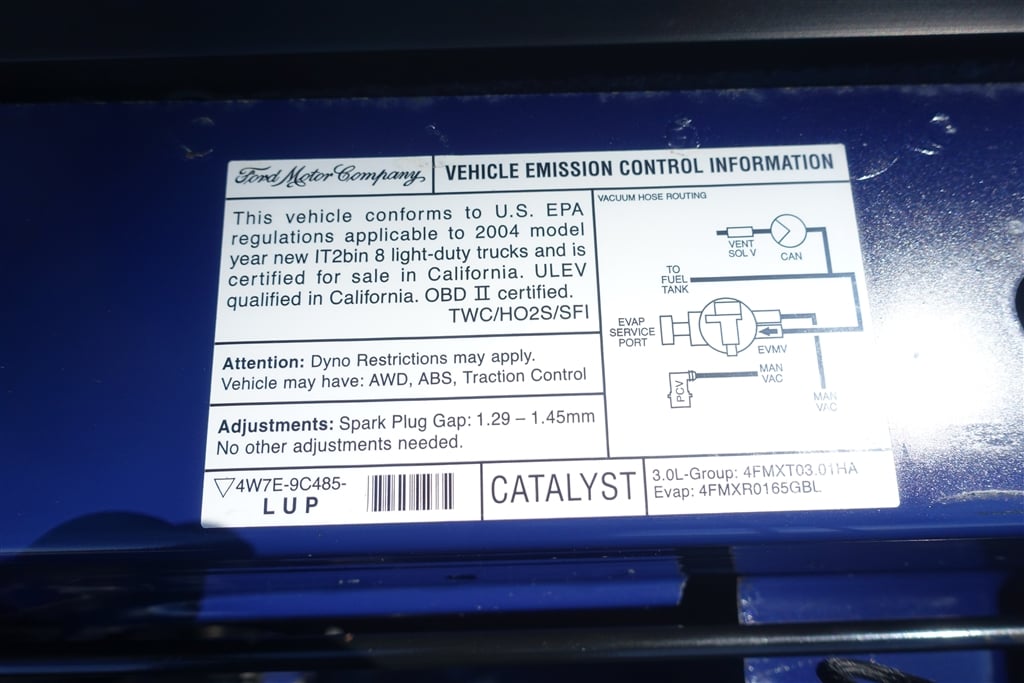 Ford Motor Company
VEHICLE EMISSION CONTROL INFORMATION
This vehicle conforms to U.S. EPA
regulations applicable to 2004 model
year new IT2bin 8 light-duty trucks and is
certified for sale in California. ULEV
qualified in California. OBD II certified.
TWC/HO2S/SFI
Attention: Dyno Restrictions may apply.
Vehicle may have: AWD, ABS, Traction Control
Adjustments: Spark Plug Gap: 1.29 – 1.45mm
No other adjustments needed.
VACUUM HOSE ROUTING
VENT
SOL V
CAN
TO
FUEL
TANK
EVAP
SERVICE
PORT
EVMV
PCV
MAN
VAC
MAN
VAC
4W7E-9C485-
LUP
CATALYST
3.0L-Group: 4FMXT03.01HA
Evap: 4FMXR0165GBL